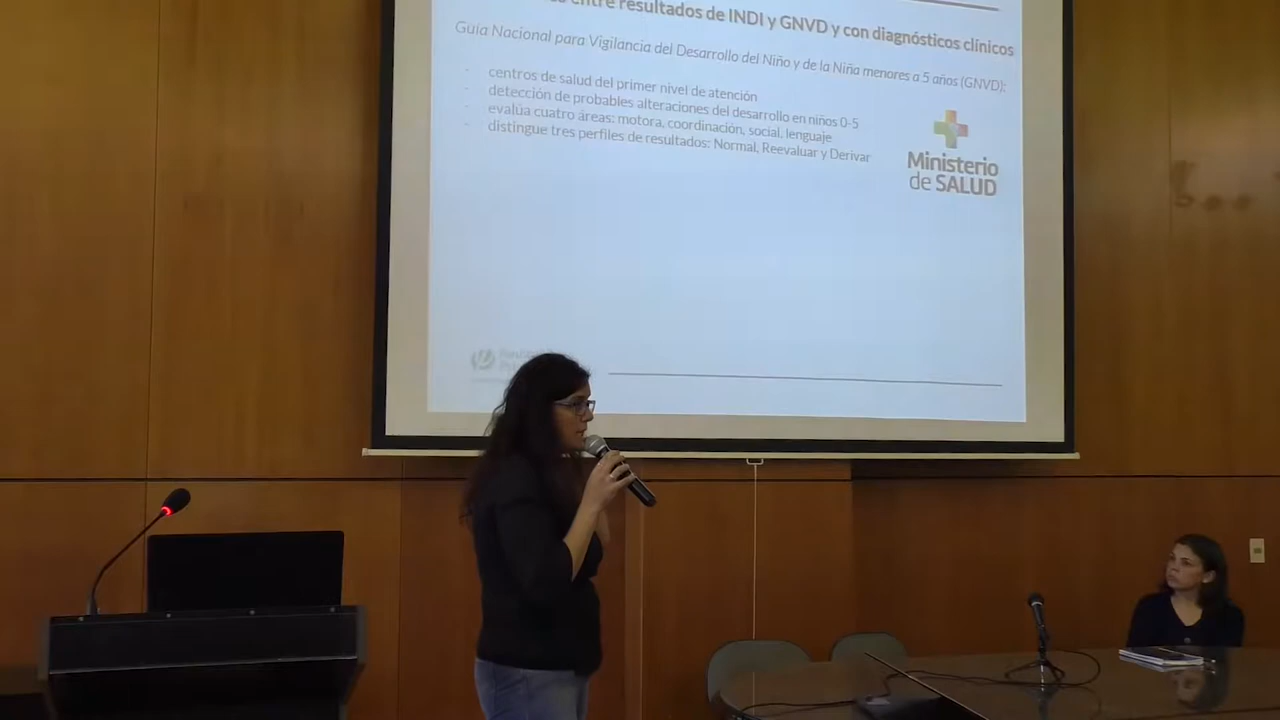 entre resultados de INDI y GNVD y con diagnósticos clínicos
Guía Nacional para Vigilancia del Desarrollo del Niño y de la Niña menores a 5 años (GNVD):
- centros de salud del primer nivel de atención
- detección de probables alteraciones del desarrollo en niños 0-5
- evalúa cuatro áreas: motora, coordinación, social, lenguaje
- distingue tres perfiles de resultados: Normal, Reevaluar y Derivar
Ministerio
de SALUD